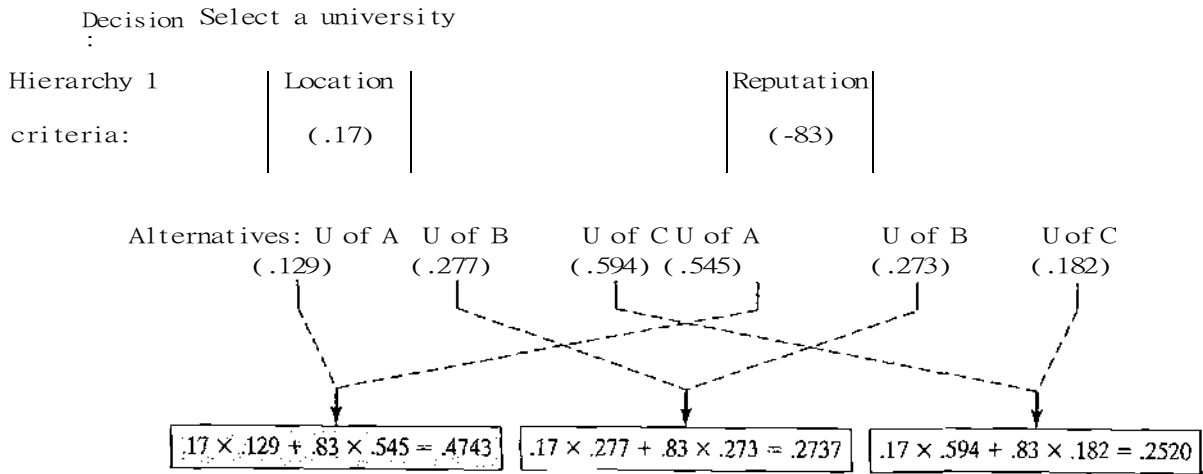 Decision Select a university
:
Hierarchy 1 Location Reputation
criteria: (.17) (-83)
Alternatives: U of A U of B U of C U of A U of B U of C
(.129) (.277) (.594) (.545) (.273) (.182)
.17 × .129 + .83 × .545 = .4743 .17 × .277 + .83 × .273 = .2737 .17 × .594 + .83 × .182 = .2520